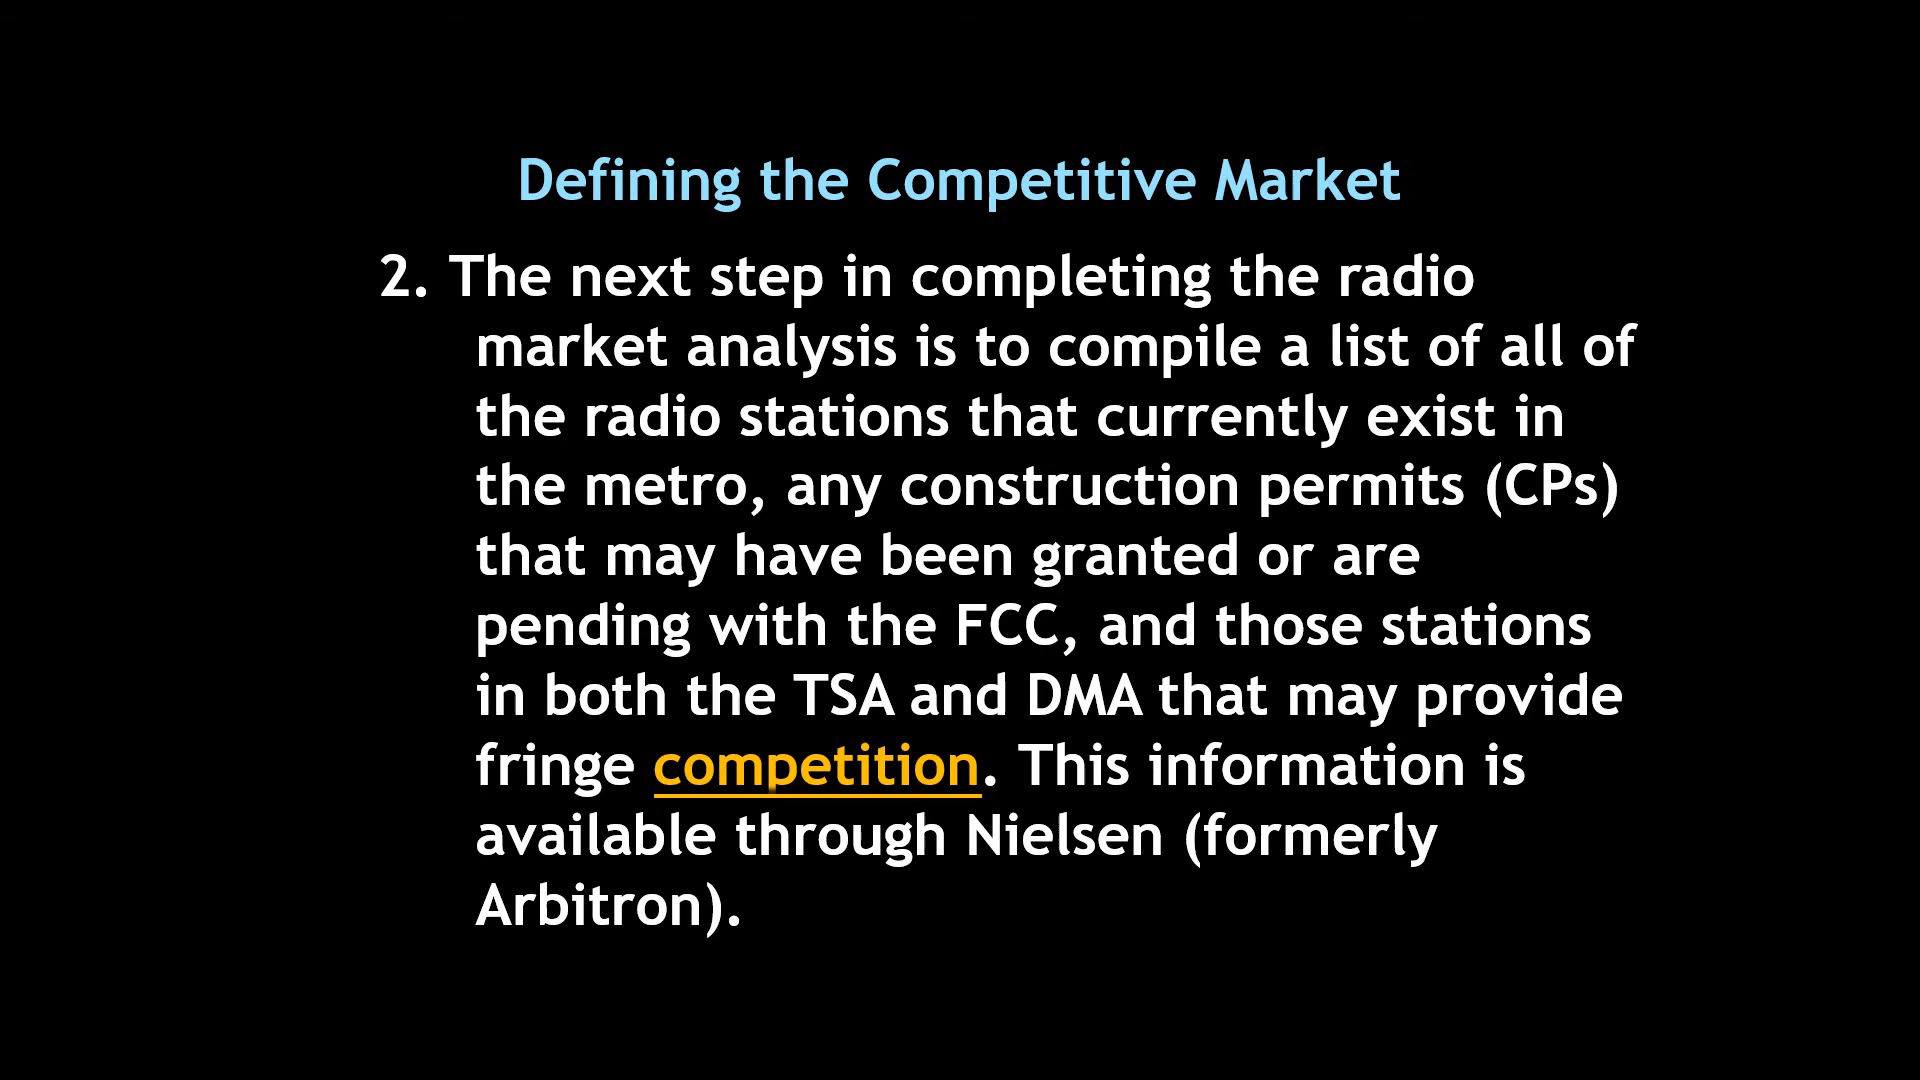 Defining the Competitive Market
2. The next step in completing the radio
market analysis is to compile a list of all of
the radio stations that currently exist in
the metro, any construction permits (CPs)
that may have been granted or are
pending with the FCC, and those stations
in both the TSA and DMA that may provide
fringe competition. This information is
available through Nielsen (formerly
Arbitron).